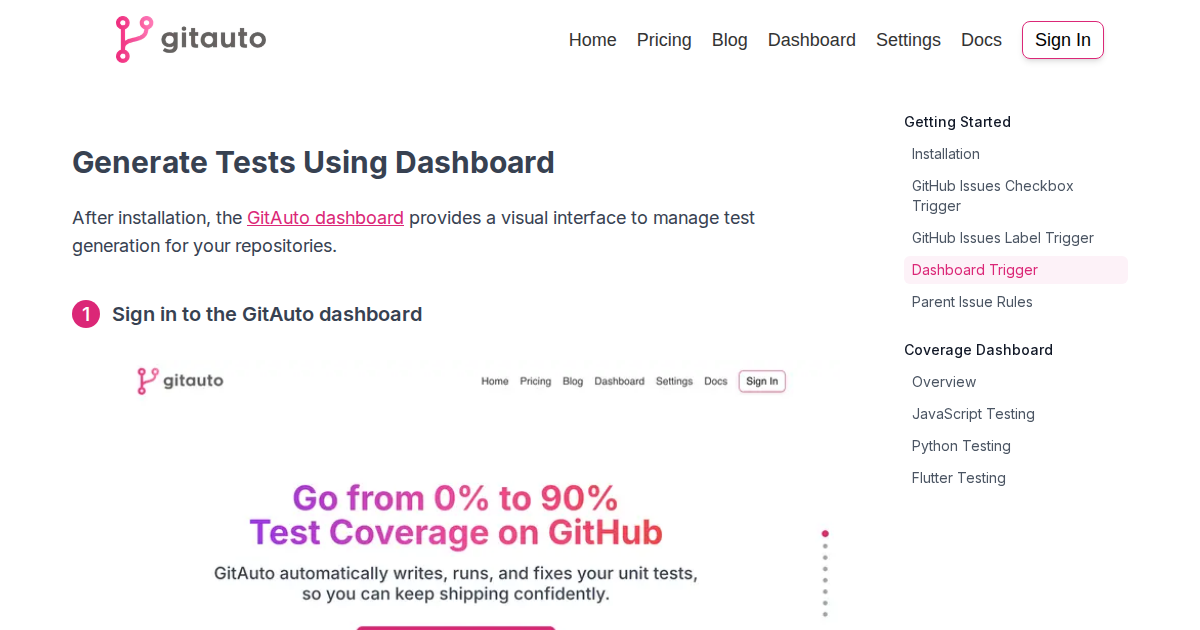 gitauto
Home Pricing Blog Dashboard Settings Docs Sign In
Generate Tests Using Dashboard
After installation, the GitAuto dashboard provides a visual interface to manage test
generation for your repositories.
1 Sign in to the GitAuto dashboard
gitauto
Home Pricing Blog Dashboard Settings Docs Sign In
Go from 0% to 90%
Test Coverage on GitHub
GitAuto automatically writes, runs, and fixes your unit tests,
so you can keep shipping confidently.
Getting Started
Installation
GitHub Issues Checkbox
Trigger
GitHub Issues Label Trigger
Dashboard Trigger
Parent Issue Rules
Coverage Dashboard
Overview
JavaScript Testing
Python Testing
Flutter Testing